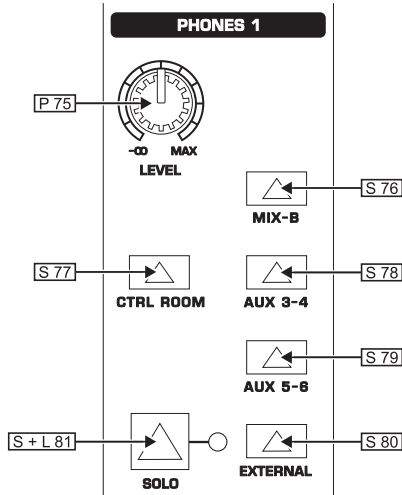 PHONES 1
P 75
-∞ MAX
LEVEL
S 76
MIX-B
S 77
S 78
CTRL ROOM AUX 3-4
S 79
AUX 5-6
S + L 81
S 80
SOLO EXTERNAL